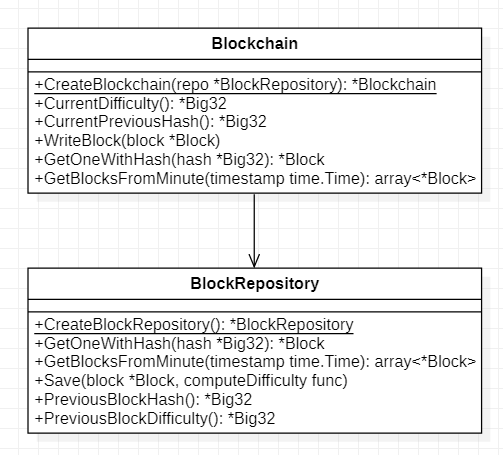 Blockchain
+CreateBlockchain(repo *BlockRepository): *Blockchain
+CurrentDifficulty(): *Big32
+CurrentPreviousHash(): *Big32
+WriteBlock(block *Block)
+GetOneWithHash(hash *Big32): *Block
+GetBlocksFromMinute(timestamp time.Time): array<*Block>
BlockRepository
+CreateBlockRepository(): *BlockRepository
+GetOneWithHash(hash *Big32): *Block
+GetBlocksFromMinute(timestamp time.Time): array<*Block>
+Save(block *Block, computeDifficulty func)
+PreviousBlockHash(): *Big32
+PreviousBlockDifficulty(): *Big32